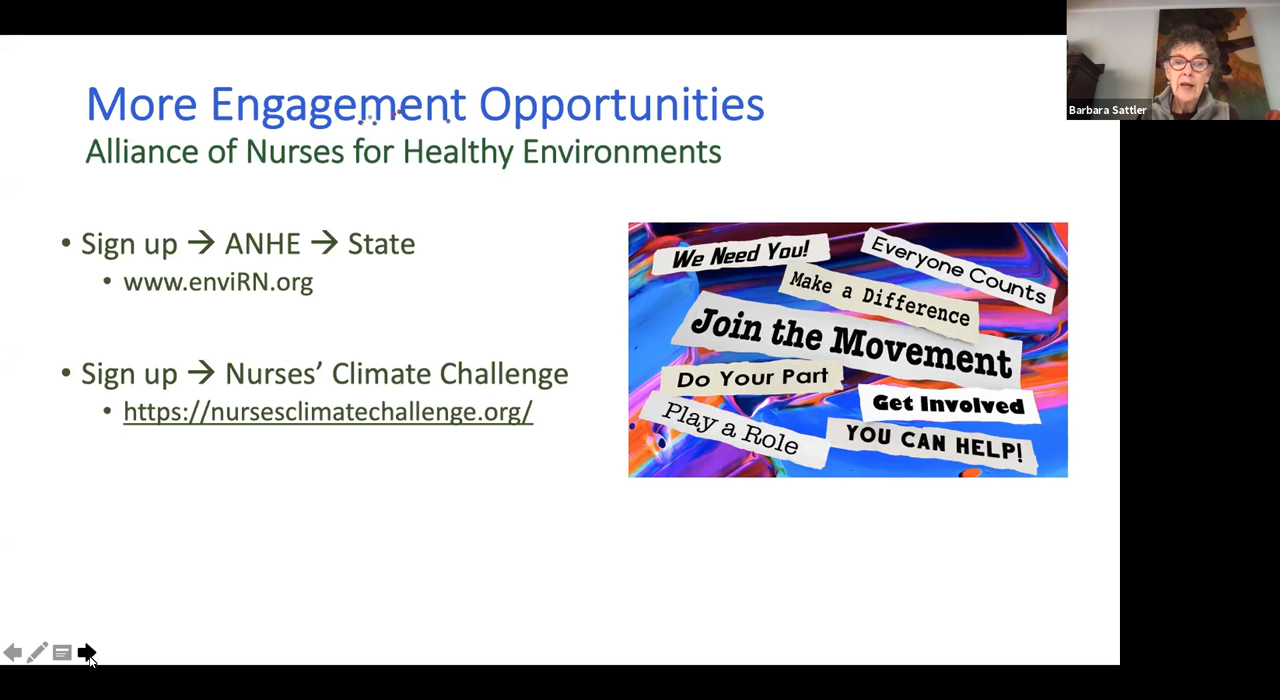 More Engagement Opportunities
Alliance of Nurses for Healthy Environments
• Sign up → ANHE → State
• www.enviRN.org
• Sign up → Nurses’ Climate Challenge
• https://nursesclimatechallenge.org/
We Need You!
Everyone Counts
Make a Difference
Join the Movement
Do Your Part
Get Involved
Play a Role
YOU CAN HELP!
Barbara Sattler